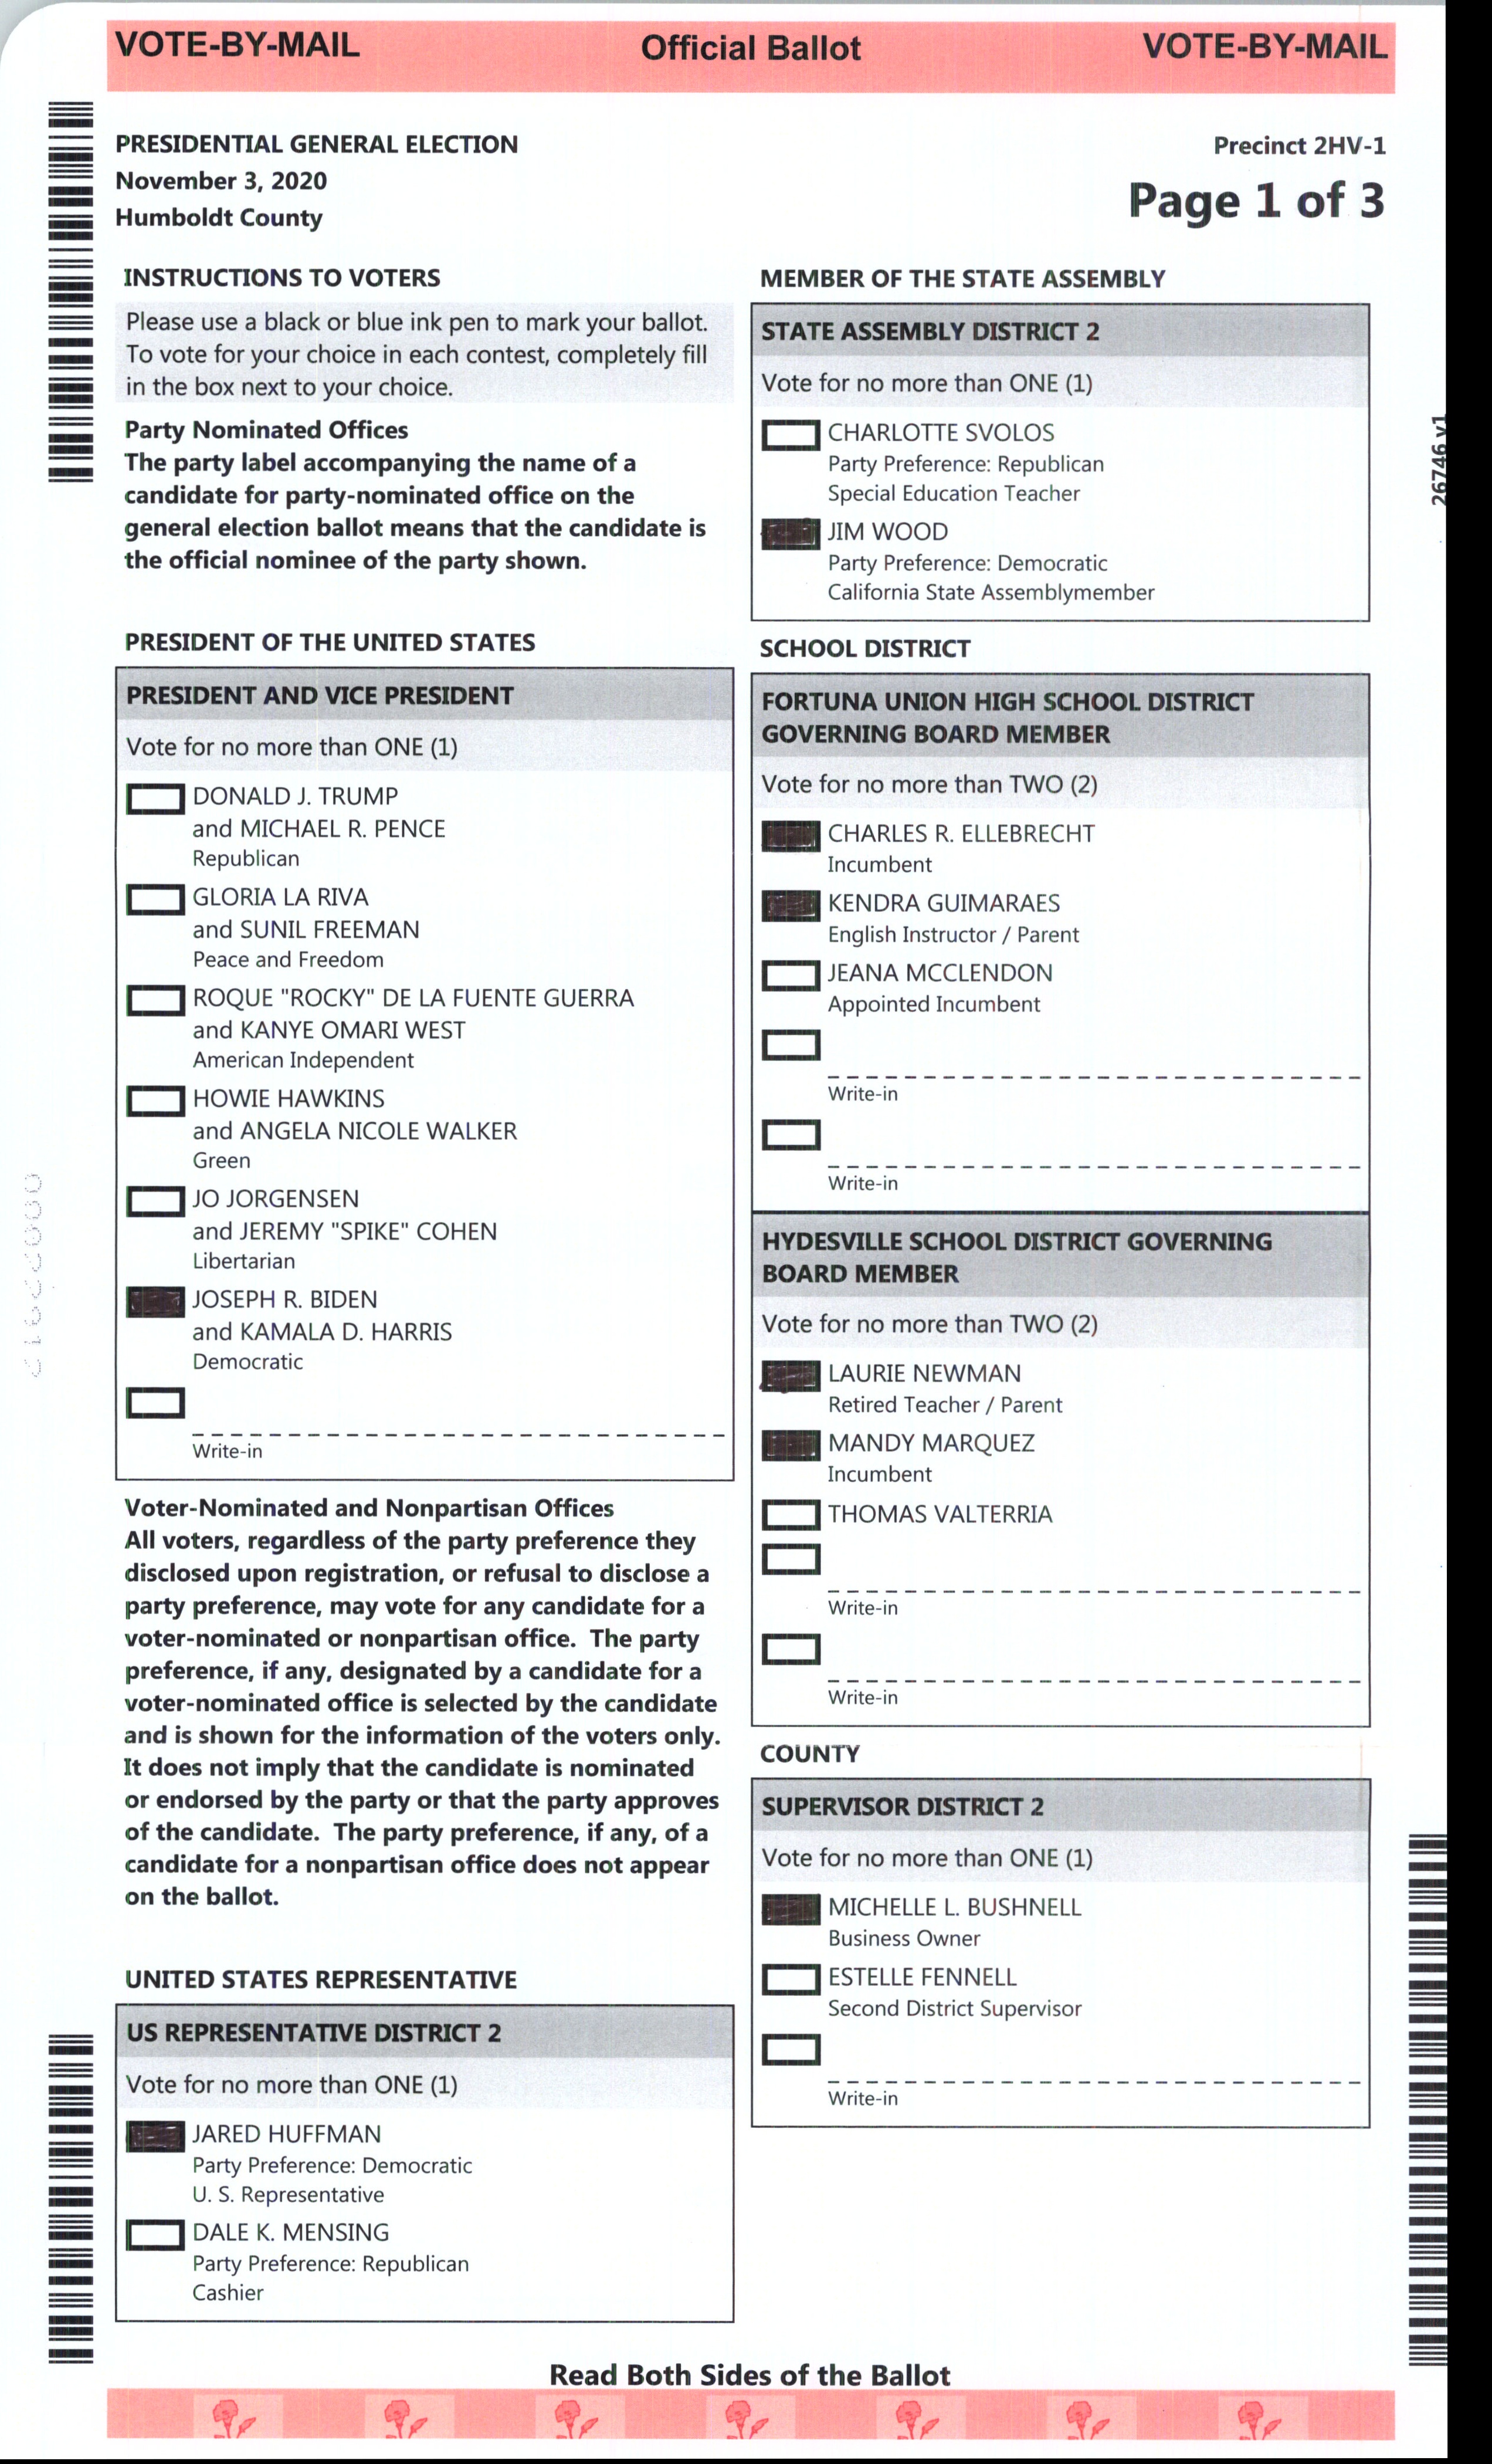 VOTE-BY-MAIL Official Ballot VOTE-BY-MAIL
PRESIDENTIAL GENERAL ELECTION
November 3, 2020
Humboldt County
Precinct 2HV-1
Page 1 of 3
INSTRUCTIONS TO VOTERS
Please use a black or blue ink pen to mark your ballot.
To vote for your choice in each contest, completely fill
in the box next to your choice.
Party Nominated Offices
The party label accompanying the name of a
candidate for party-nominated office on the
general election ballot means that the candidate is
the official nominee of the party shown.
PRESIDENT OF THE UNITED STATES
PRESIDENT AND VICE PRESIDENT
Vote for no more than ONE (1)
DONALD J. TRUMP
and MICHAEL R. PENCE
Republican
GLORIA LA RIVA
and SUNIL FREEMAN
Peace and Freedom
ROQUE "ROCKY" DE LA FUENTE GUERRA
and KANYE OMARI WEST
American Independent
HOWIE HAWKINS
and ANGELA NICOLE WALKER
Green
JO JORGENSEN
and JEREMY "SPIKE" COHEN
Libertarian
JOSEPH R. BIDEN
and KAMALA D. HARRIS
Democratic
Write-in
Voter-Nominated and Nonpartisan Offices
All voters, regardless of the party preference they
disclosed upon registration, or refusal to disclose a
party preference, may vote for any candidate for a
voter-nominated or nonpartisan office. The party
preference, if any, designated by a candidate for a
voter-nominated office is selected by the candidate
and is shown for the information of the voters only.
It does not imply that the candidate is nominated
or endorsed by the party or that the party approves
of the candidate. The party preference, if any, of a
candidate for a nonpartisan office does not appear
on the ballot.
UNITED STATES REPRESENTATIVE
US REPRESENTATIVE DISTRICT 2
Vote for no more than ONE (1)
JARED HUFFMAN
Party Preference: Democratic
U. S. Representative
DALE K. MENSING
Party Preference: Republican
Cashier
MEMBER OF THE STATE ASSEMBLY
STATE ASSEMBLY DISTRICT 2
Vote for no more than ONE (1)
CHARLOTTE SVOLOS
Party Preference: Republican
Special Education Teacher
JIM WOOD
Party Preference: Democratic
California State Assemblymember
SCHOOL DISTRICT
FORTUNA UNION HIGH SCHOOL DISTRICT
GOVERNING BOARD MEMBER
Vote for no more than TWO (2)
CHARLES R. ELLEBRECHT
Incumbent
KENDRA GUIMARAES
English Instructor / Parent
JEANA MCCLENDON
Appointed Incumbent
Write-in
Write-in
HYDESVILLE SCHOOL DISTRICT GOVERNING
BOARD MEMBER
Vote for no more than TWO (2)
LAURIE NEWMAN
Retired Teacher / Parent
MANDY MARQUEZ
Incumbent
THOMAS VALTERRIA
Write-in
Write-in
COUNTY
SUPERVISOR DISTRICT 2
Vote for no more than ONE (1)
MICHELLE L. BUSHNELL
Business Owner
ESTELLE FENNELL
Second District Supervisor
Write-in
26746 v1
Read Both Sides of the Ballot